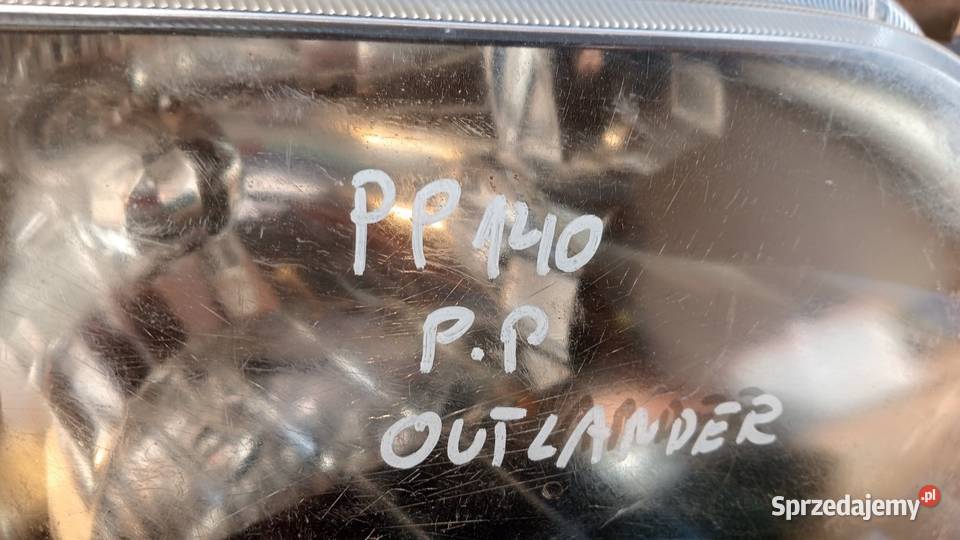 PP 140
P.P
OUTLANDER
Sprzedajemy.pl